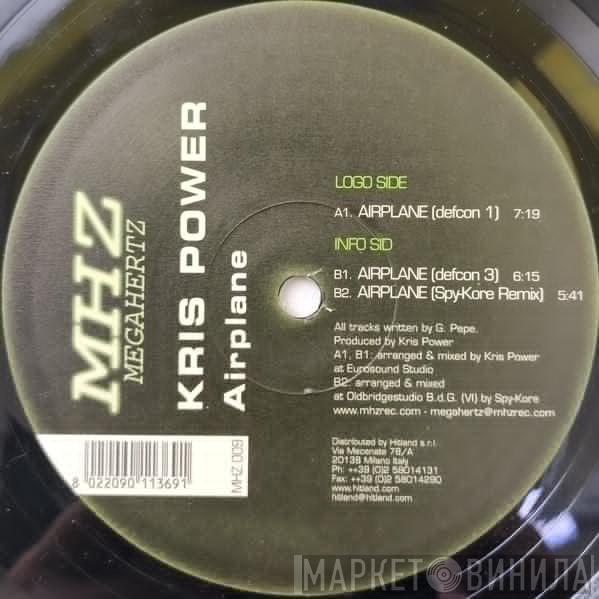 MHZ
MEGAHERTZ
KRIS POWER
Airplane
LOGO SIDE
A1. AIRPLANE (defcon 1) 7:19
INFO SID
B1. AIRPLANE (defcon 3) 6:15
B2. AIRPLANE (Spy-Kore Remix) 5:41
All tracks written by G. Pepe.
Produced by Kris Power
A1, B1: arranged & mixed by Kris Power
at Eurosound Studio
B2: arranged & mixed
at Oldbridgestudio B.d.G. (VI) by Spy-Kore
www.mhzrec.com - megahertz@mhzrec.com
Distributed by Hitland s.r.l.
Via Mecenate 76/A
20138 Milano Italy
Ph: ++39 (0)2 58014131
Fax: ++39 (0)2 58014290
www.hitland.com
hitland@hitland.com
8 022090 113691
MHZ 009
МАРКЕТ ВИНИЛА